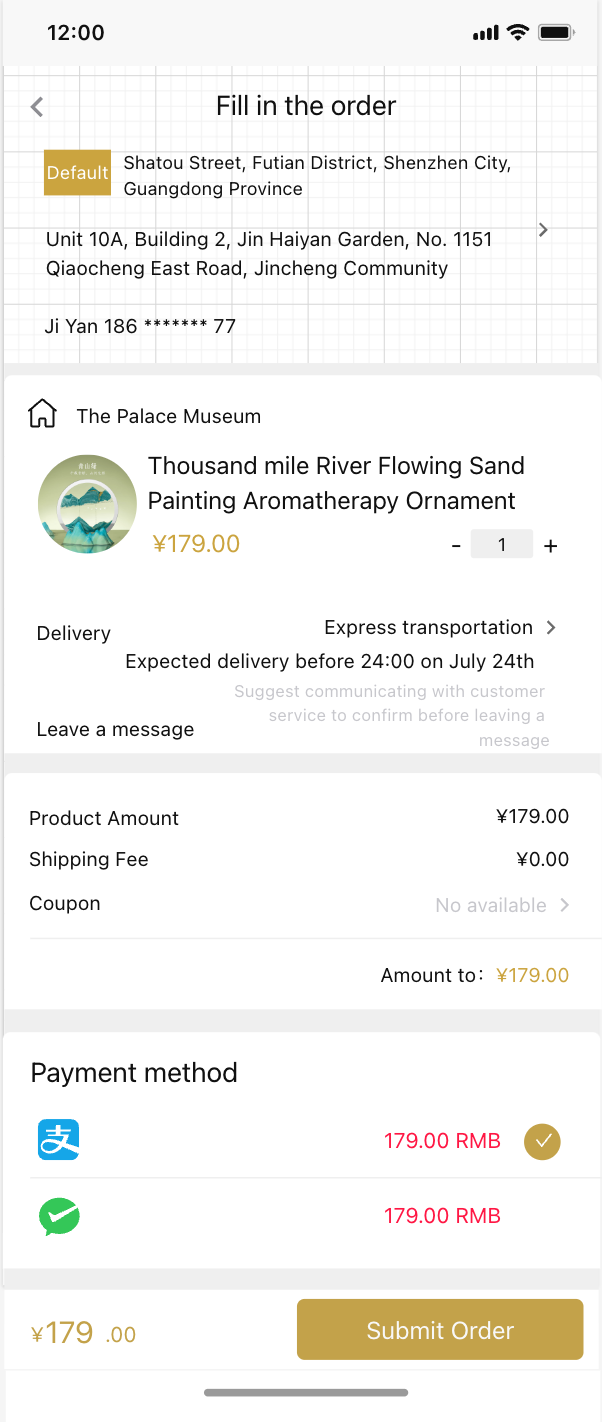 12:00
Fill in the order
Default
Shatou Street, Futian District, Shenzhen City,
Guangdong Province
Unit 10A, Building 2, Jin Haiyan Garden, No. 1151
Qiaocheng East Road, Jincheng Community
Ji Yan 186 ******* 77
The Palace Museum
Thousand mile River Flowing Sand
Painting Aromatherapy Ornament
¥179.00
- 1 +
Delivery
Express transportation
Expected delivery before 24:00 on July 24th
Leave a message
Suggest communicating with customer
service to confirm before leaving a
message
Product Amount ¥179.00
Shipping Fee ¥0.00
Coupon No available
Amount to: ¥179.00
Payment method
支 179.00 RMB
179.00 RMB
¥179 .00
Submit Order